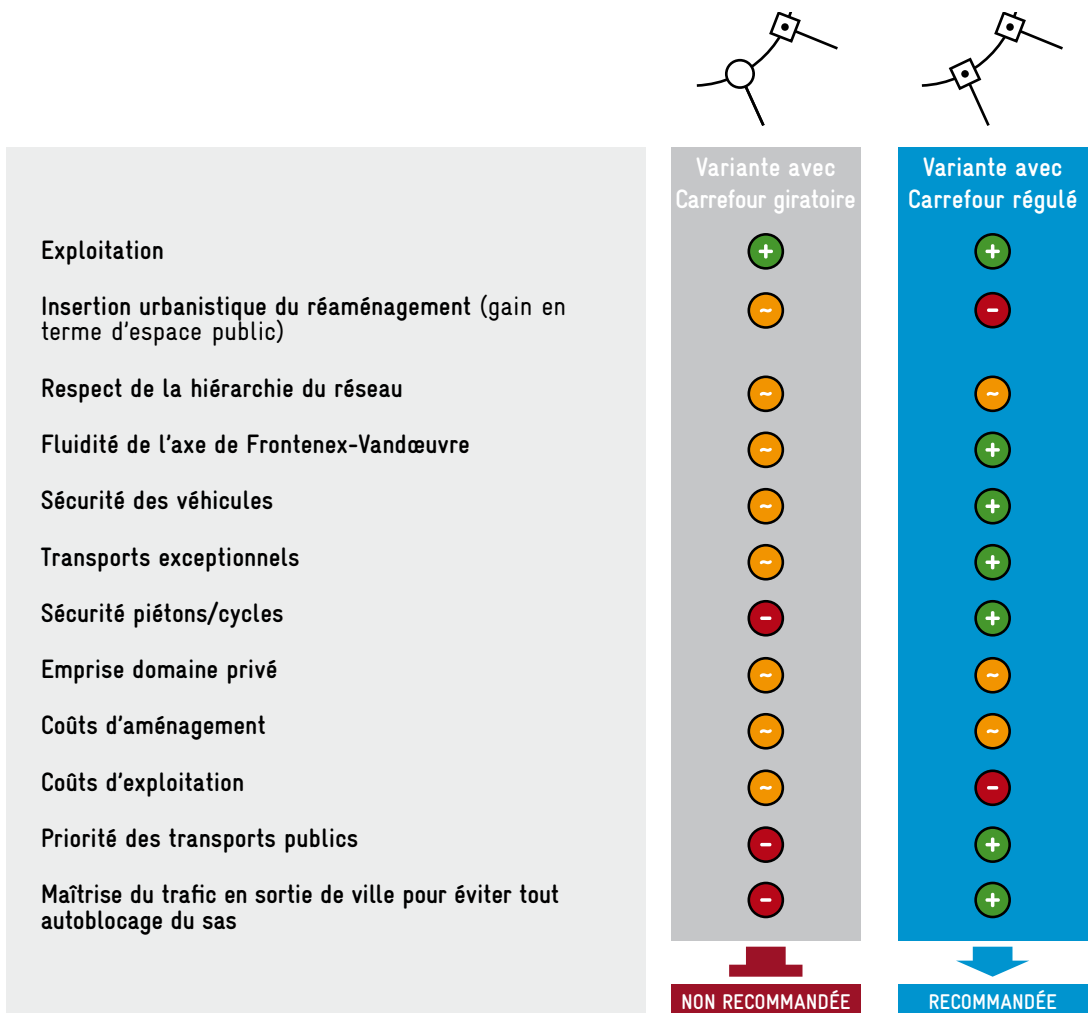 Variante avec
Carrefour giratoire
Variante avec
Carrefour régulé
Exploitation
+
+
Insertion urbanistique du réaménagement (gain en
terme d'espace public)
~
-
Respect de la hiérarchie du réseau
~
~
Fluidité de l'axe de Frontenex-Vandœuvre
~
+
Sécurité des véhicules
~
+
Transports exceptionnels
~
+
Sécurité piétons/cycles
-
+
Emprise domaine privé
~
~
Coûts d'aménagement
~
~
Coûts d'exploitation
~
-
Priorité des transports publics
-
+
Maîtrise du trafic en sortie de ville pour éviter tout
autoblocage du sas
-
+
NON RECOMMANDÉE
RECOMMANDÉE